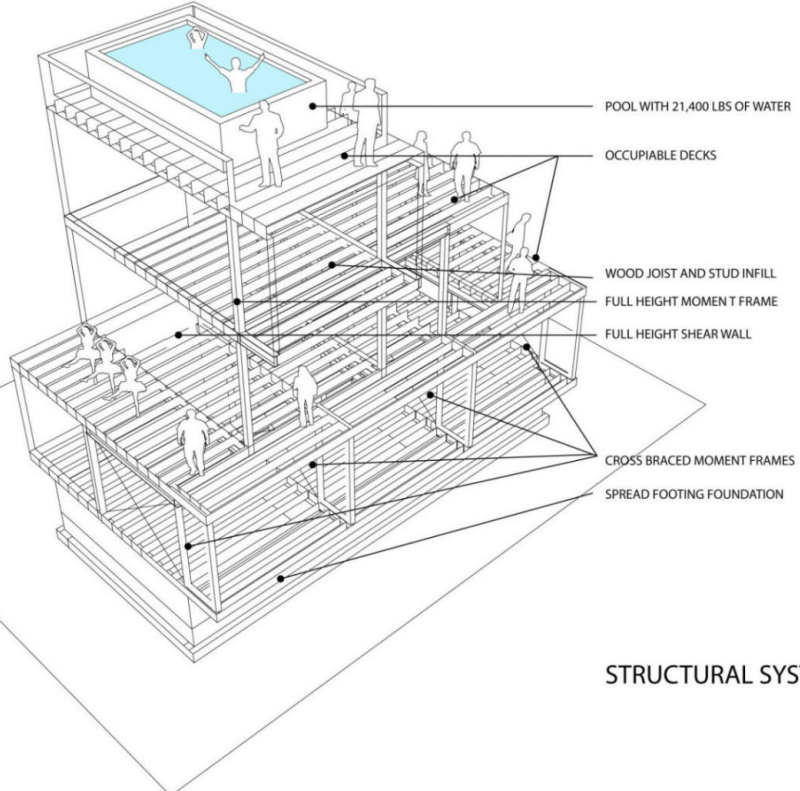 POOL WITH 21,400 LBS OF WATER
OCCUPIABLE DECKS
WOOD JOIST AND STUD INFILL
FULL HEIGHT MOMEN T FRAME
FULL HEIGHT SHEAR WALL
CROSS BRACED MOMENT FRAMES
SPREAD FOOTING FOUNDATION
STRUCTURAL SYS